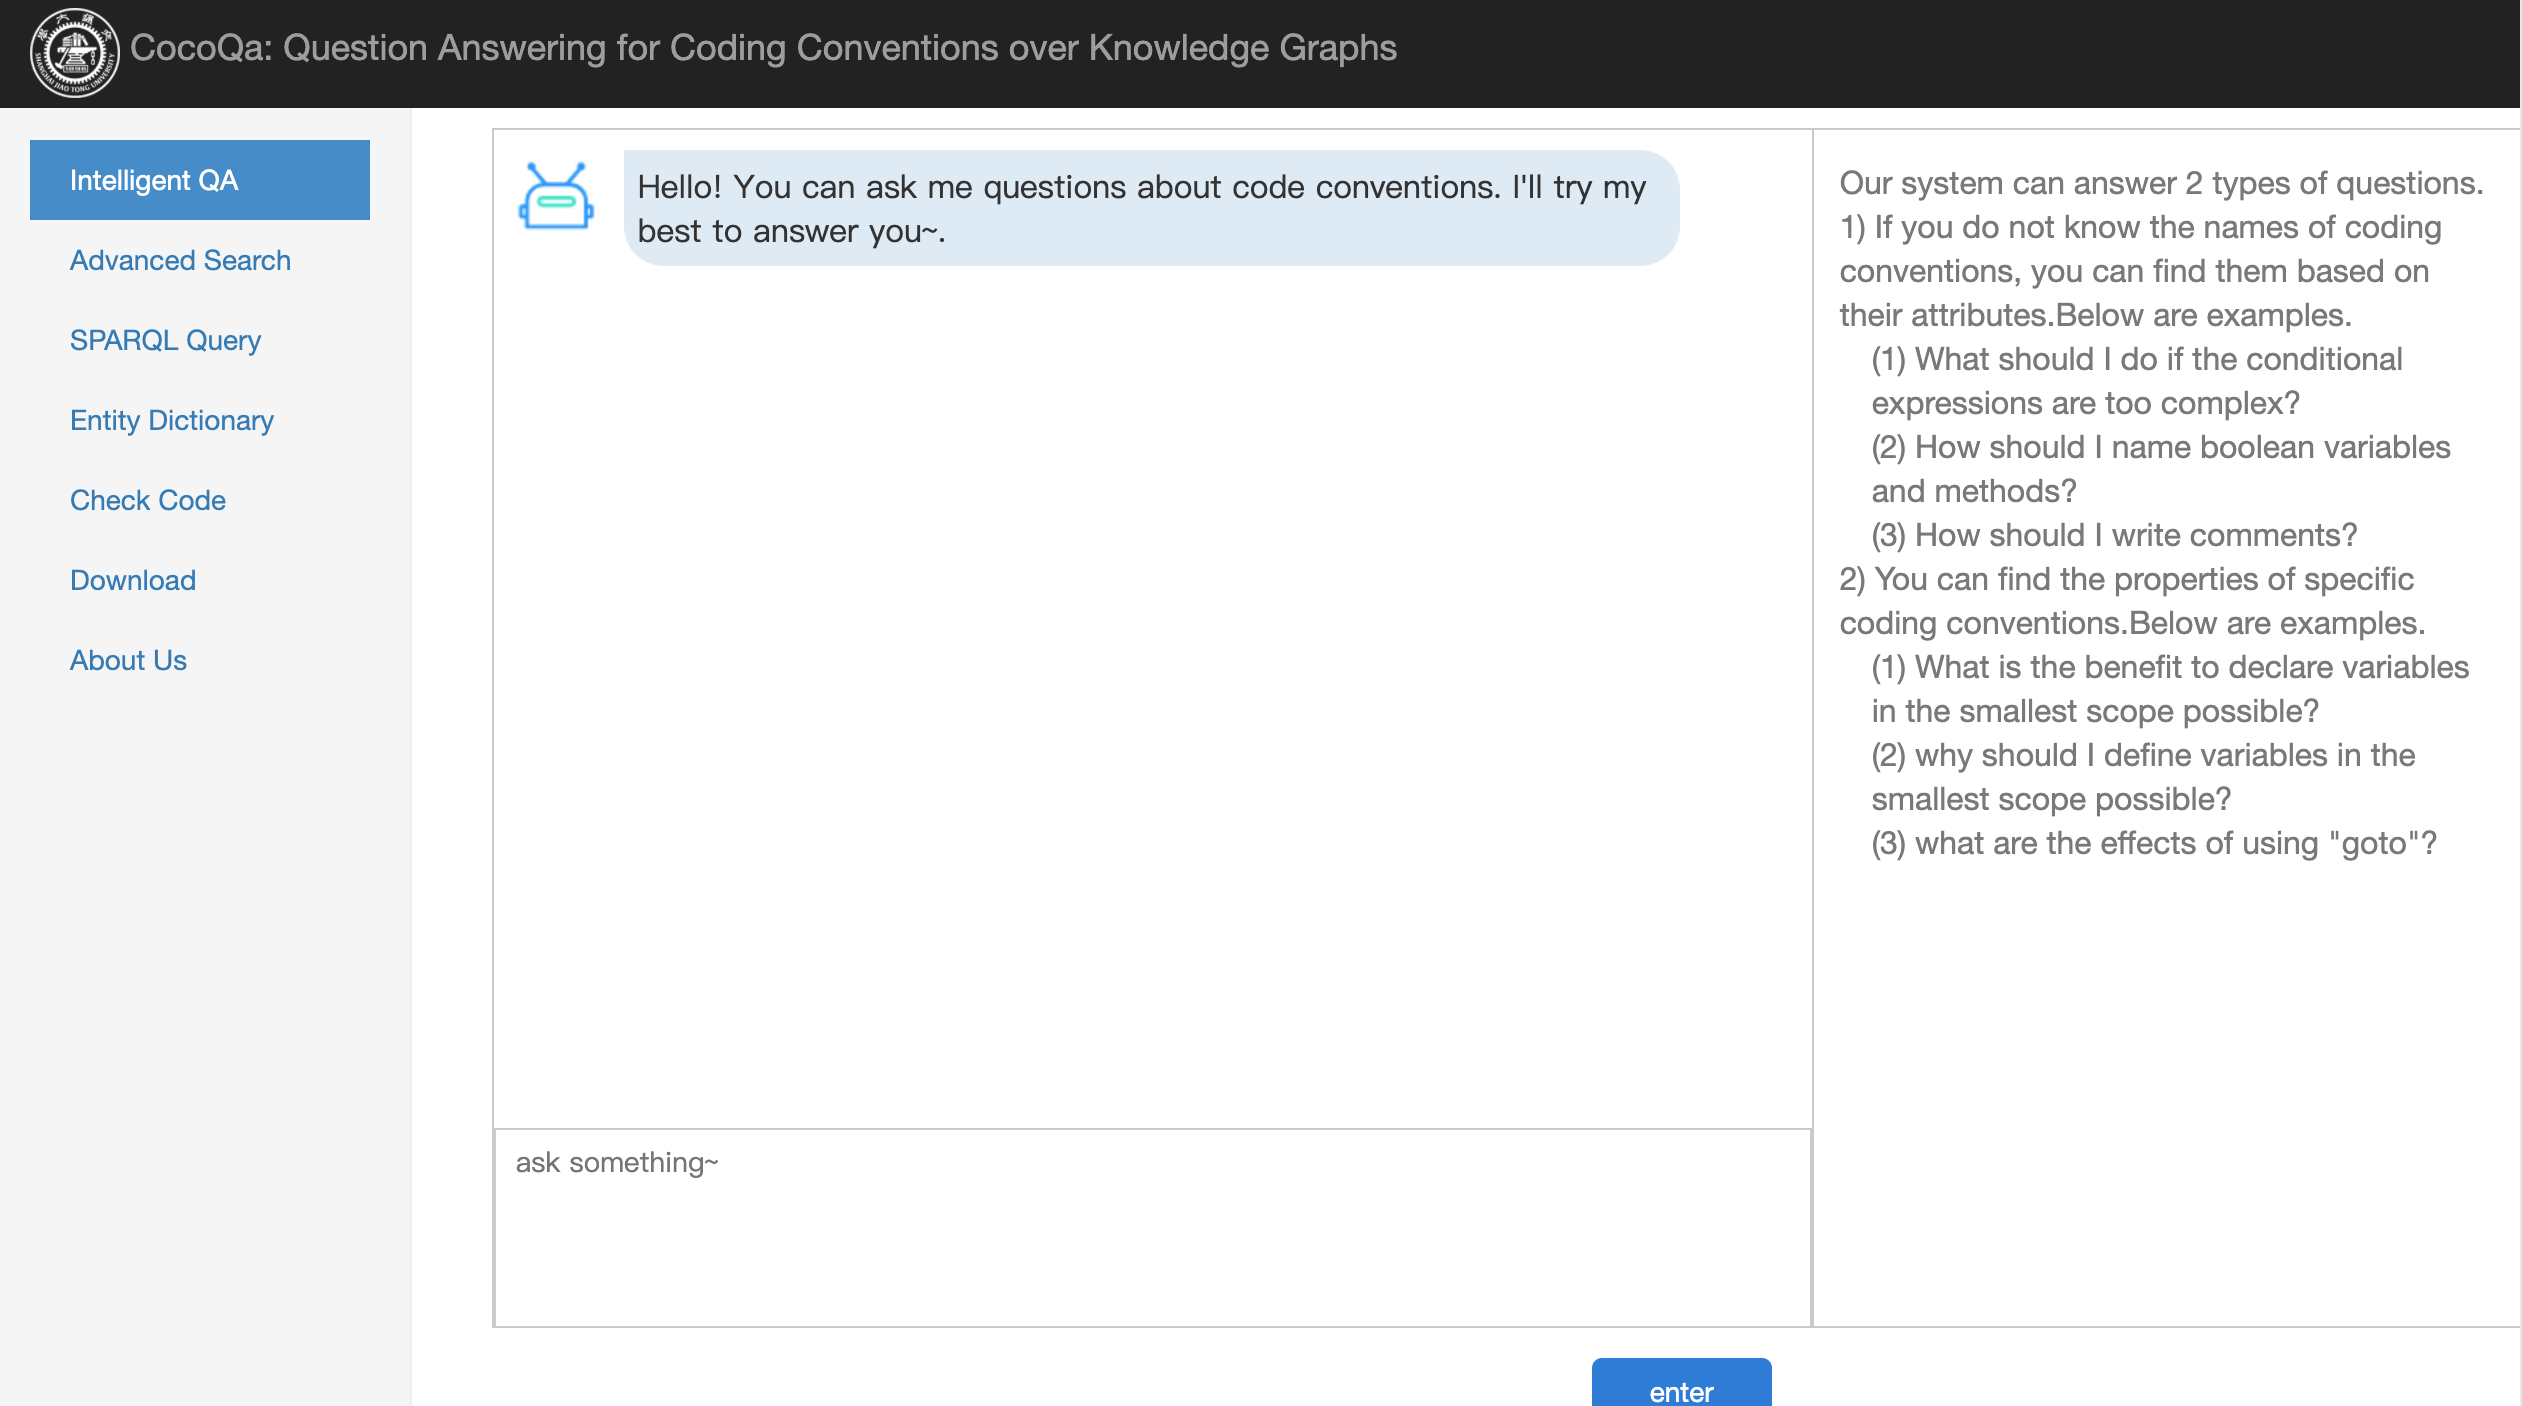 CocoQa: Question Answering for Coding Conventions over Knowledge Graphs
Intelligent QA
Advanced Search
SPARQL Query
Entity Dictionary
Check Code
Download
About Us
Hello! You can ask me questions about code conventions. I'll try my
best to answer you~.
ask something~
enter
Our system can answer 2 types of questions.
1) If you do not know the names of coding
conventions, you can find them based on
their attributes.Below are examples.
(1) What should I do if the conditional
expressions are too complex?
(2) How should I name boolean variables
and methods?
(3) How should I write comments?
2) You can find the properties of specific
coding conventions.Below are examples.
(1) What is the benefit to declare variables
in the smallest scope possible?
(2) why should I define variables in the
smallest scope possible?
(3) what are the effects of using "goto"?